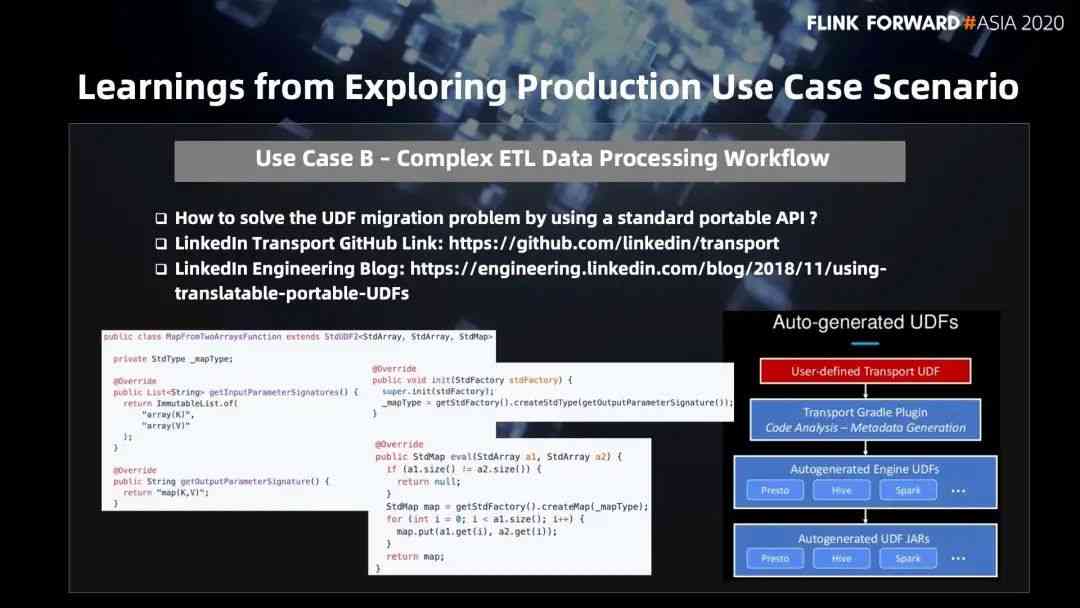 FLINK FORWARD #ASIA 2020
Learnings from Exploring Production Use Case Scenario
Use Case B – Complex ETL Data Processing Workflow
How to solve the UDF migration problem by using a standard portable API ?
LinkedIn Transport GitHub Link: https://github.com/linkedin/transport
LinkedIn Engineering Blog: https://engineering.linkedin.com/blog/2018/11/using-
translatable-portable-UDFs
public class MapFromTwoArraysFunction extends StdUDF2<StdArray, StdArray, StdMap>
private StdType _mapType;
@Override
public List<String> getInputParameterSignatures() {
return ImmutableList.of(
"array(K)",
"array(V)"
);
}
@Override
public String getOutputParameterSignature() {
return "map(K,V)";
}
@Override
public void init(StdFactory stdFactory) {
super.init(stdFactory);
_mapType = getStdFactory().createStdType(getOutputParameterSignature());
}
@Override
public StdMap eval(StdArray a1, StdArray a2) {
if (a1.size() != a2.size()) {
return null;
}
StdMap map = getStdFactory().createMap(_mapType);
for (int i = 0; i < a1.size(); i++) {
map.put(a1.get(i), a2.get(i));
}
return map;
}
Auto-generated UDFs
User-defined Transport UDF
Transport Gradle Plugin
Code Analysis – Metadata Generation
Autogenerated Engine UDFs
Presto Hive Spark ...
Autogenerated UDF JARs
Presto Hive Spark ...